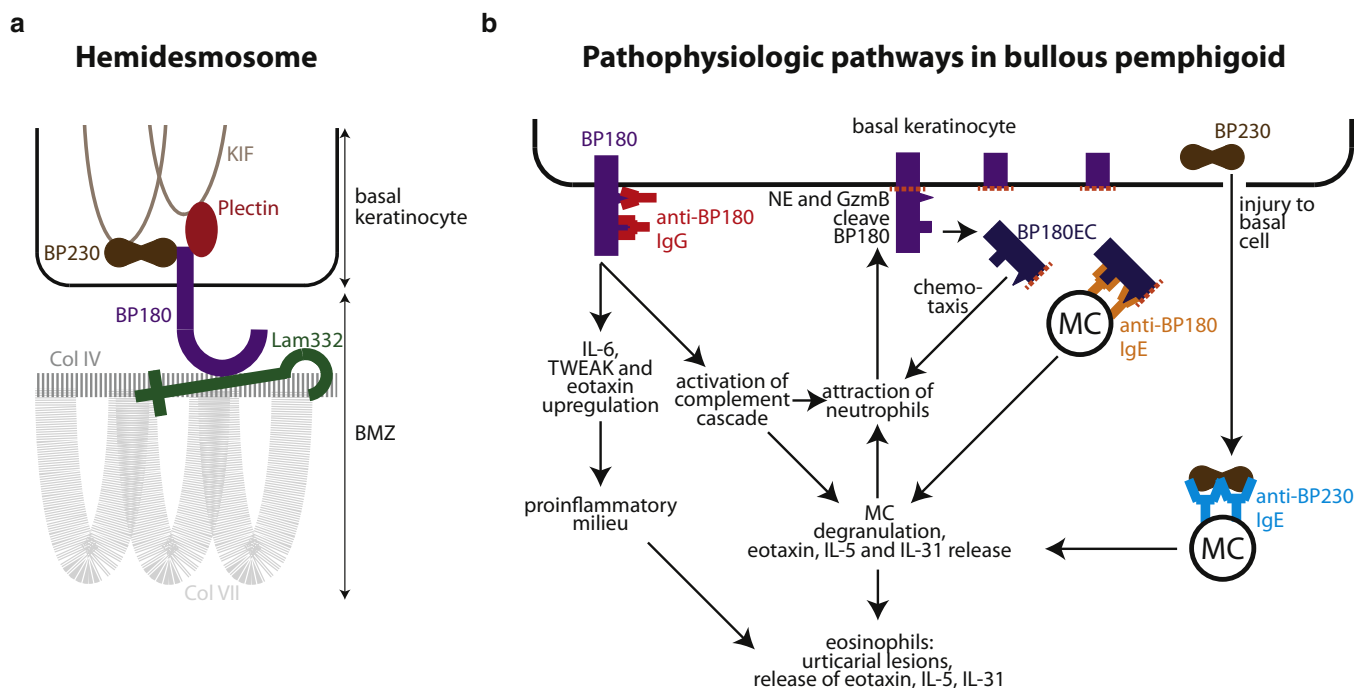 a
Hemidesmosome
KIF
Plectin
BP230
basal
keratinocyte
BP180
Lam332
Col IV
BMZ
Col VII
b
Pathophysiologic pathways in bullous pemphigoid
BP180
basal keratinocyte
BP230
anti-BP180
IgG
NE and GzmB
cleave
BP180
BP180EC
injury to
basal
cell
chemo-
taxis
MC
anti-BP180
IgE
IL-6,
TWEAK and
eotaxin
upregulation
activation of
complement
cascade
attraction of
neutrophils
proinflammatory
milieu
MC
degranulation,
eotaxin, IL-5 and IL-31 release
anti-BP230
IgE
MC
eosinophils:
urticarial lesions,
release of eotaxin, IL-5, IL-31